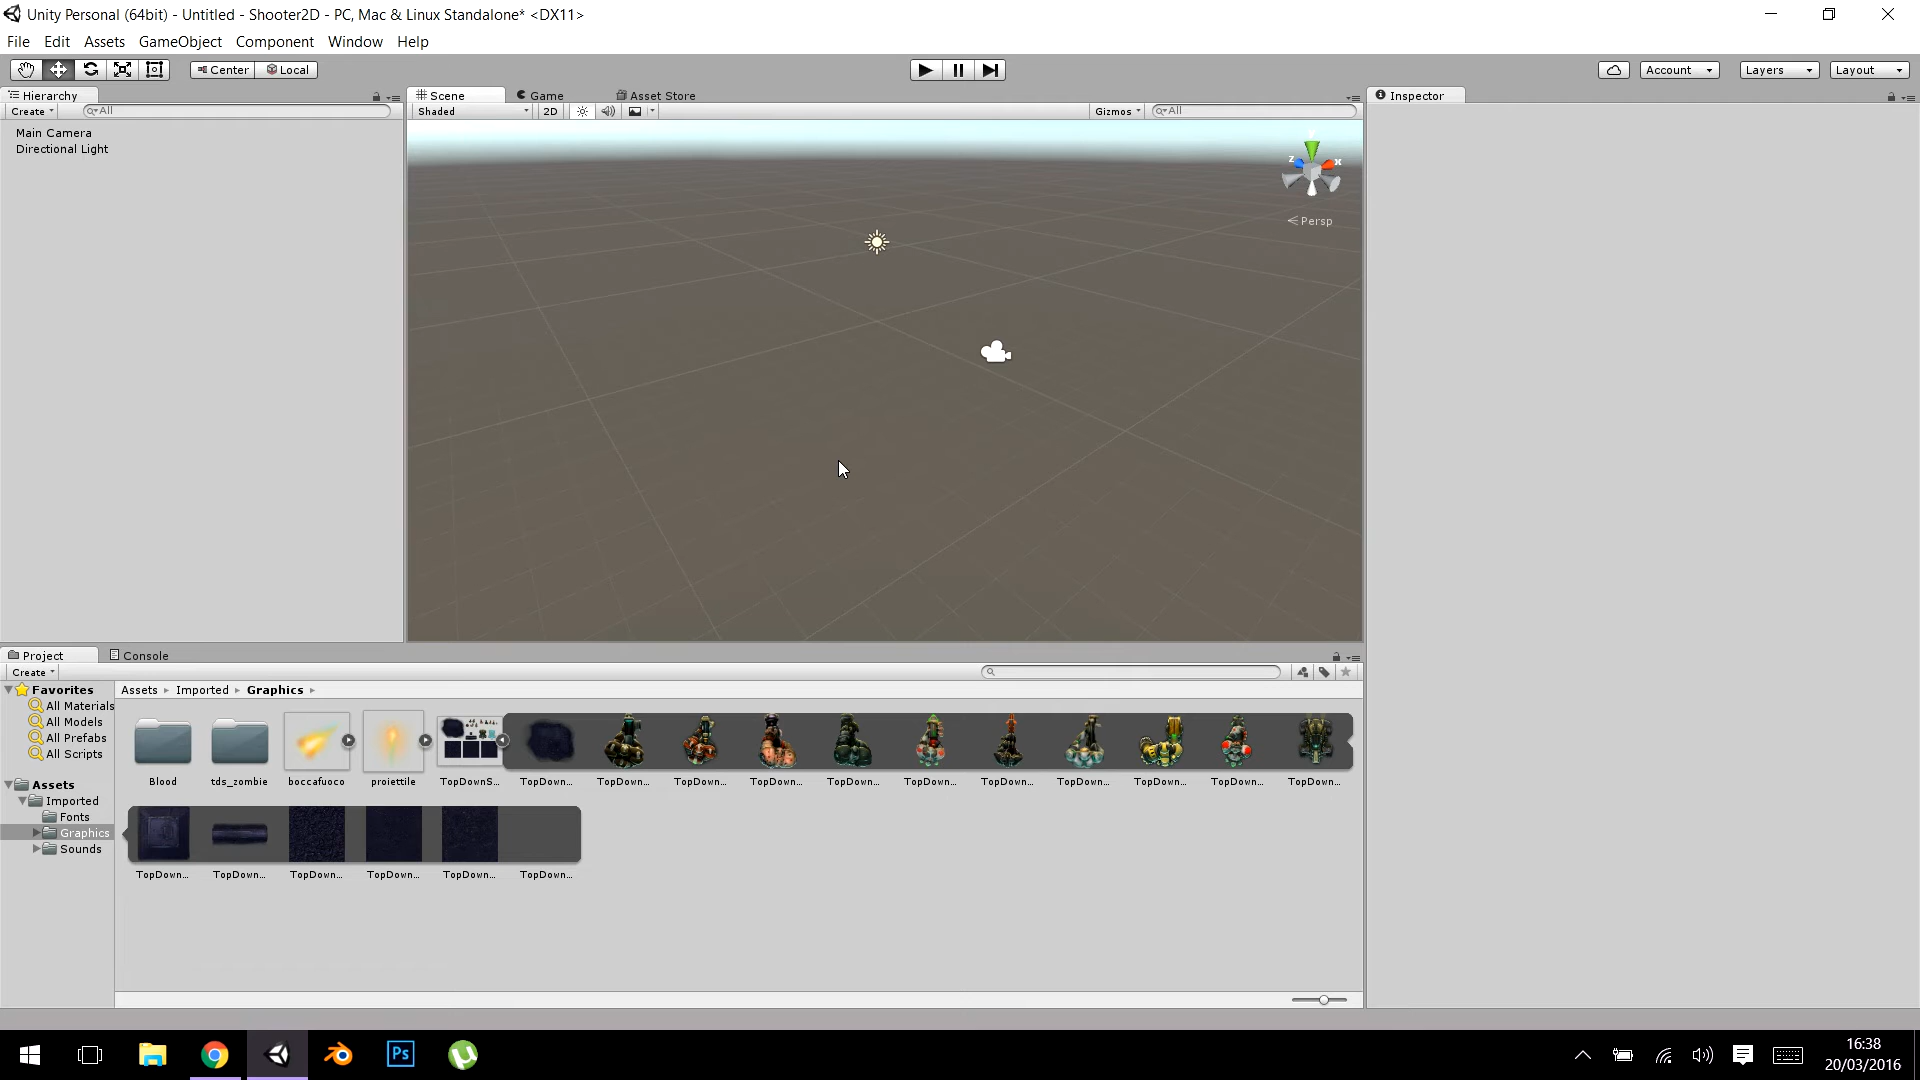 Unity Personal (64bit) - Untitled - Shooter2D - PC, Mac & Linux Standalone* <DX11>
File Edit Assets GameObject Component Window Help
Center Local Account Layers Layout
Hierarchy
Create All
Main Camera
Directional Light
Scene Game Asset Store
Shaded 2D Gizmos All
y
z x
Persp
Inspector
Project Console
Create
Favorites
All Materials
All Models
All Prefabs
All Scripts
Assets
Imported
Fonts
Graphics
Sounds
Assets Imported Graphics
Blood tds_zombie boccafuoco proiettile TopDownS... TopDown... TopDown... TopDown... TopDown... TopDown... TopDown... TopDown... TopDown... TopDown... TopDown... TopDown...
TopDown... TopDown... TopDown... TopDown... TopDown... TopDown...
Ps
16:38
20/03/2016